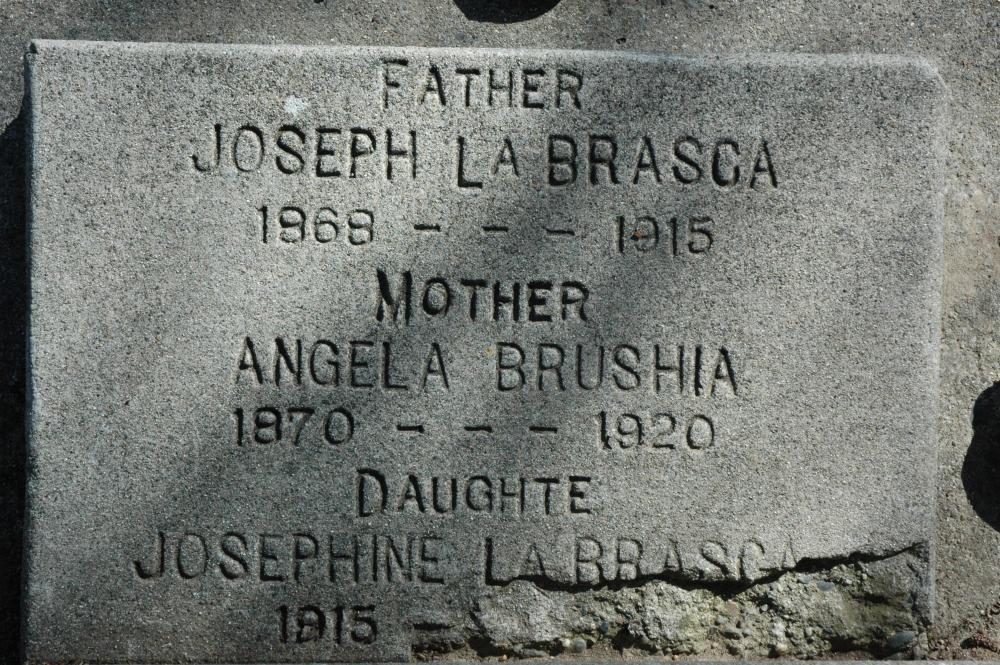 FATHER
JOSEPH LA BRASCA
1868 - - - 1915
MOTHER
ANGELA BRUSHIA
1870 - - - 1920
DAUGHTE
JOSEPHINE LA BRASCA
1915 -